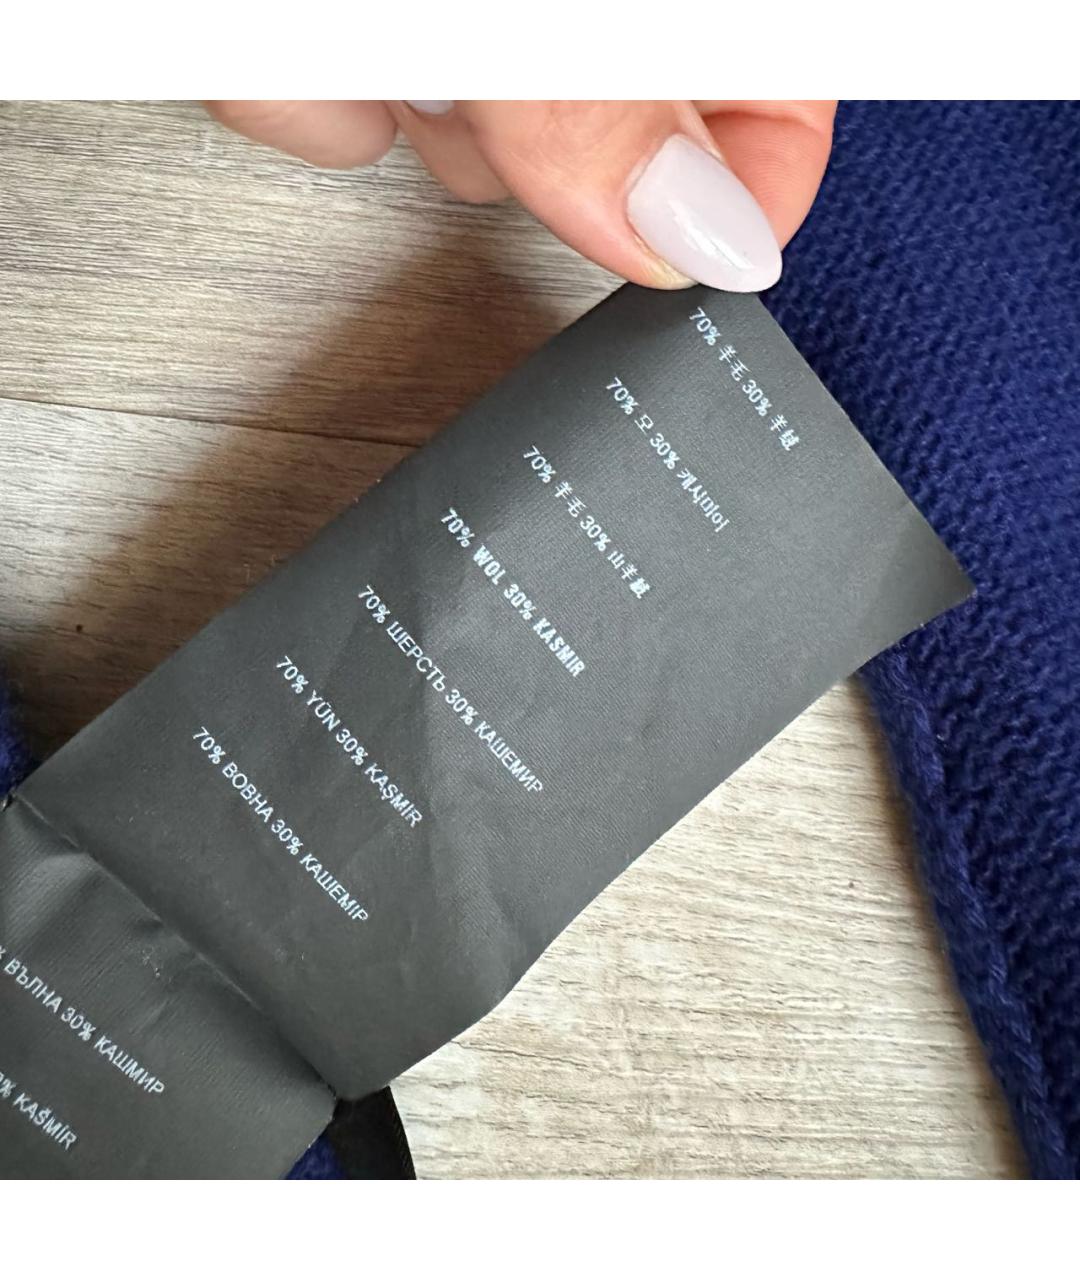 70% 羊毛 30% 羊绒
70% 모 30% 캐시미어
70% 羊毛 30% 山羊絨
70% WOL 30% KASMIR
70% ШЕРСТЬ 30% КАШЕМИР
70% YÜN 30% KAŞMİR
70% ВОВНА 30% КАШЕМІР
% ВЪЛНА 30% КАШМИР
% KAŠMÍR